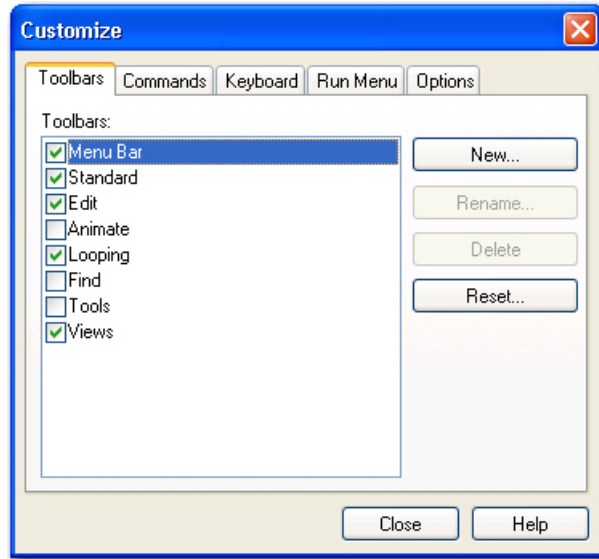 Customize
Toolbars Commands Keyboard Run Menu Options
Toolbars:
Menu Bar
Standard
Edit
Animate
Looping
Find
Tools
Views
New...
Rename...
Delete
Reset...
Close Help